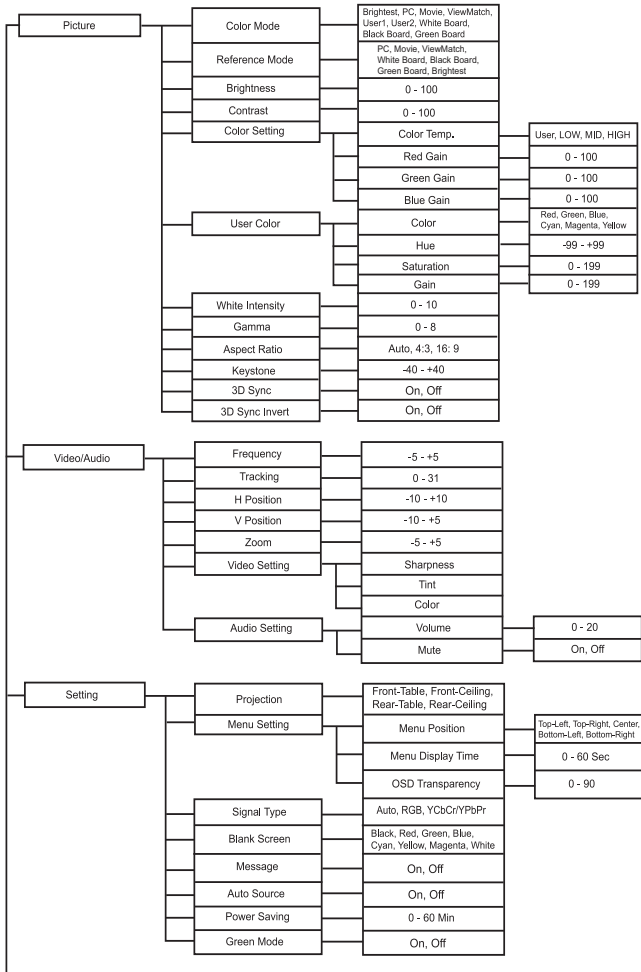 Picture
Color Mode
Brightest, PC, Movie, ViewMatch,
User1, User2, White Board,
Black Board, Green Board
Reference Mode
PC, Movie, ViewMatch,
White Board, Black Board,
Green Board, Brightest
Brightness
0 - 100
Contrast
0 - 100
Color Setting
Color Temp.
User, LOW, MID, HIGH
Red Gain
0 - 100
Green Gain
0 - 100
Blue Gain
0 - 100
User Color
Color
Red, Green, Blue,
Cyan, Magenta, Yellow
Hue
-99 - +99
Saturation
0 - 199
Gain
0 - 199
White Intensity
0 - 10
Gamma
0 - 8
Aspect Ratio
Auto, 4:3, 16: 9
Keystone
-40 - +40
3D Sync
On, Off
3D Sync Invert
On, Off
Video/Audio
Frequency
-5 - +5
Tracking
0 - 31
H Position
-10 - +10
V Position
-10 - +5
Zoom
-5 - +5
Video Setting
Sharpness
Tint
Color
Audio Setting
Volume
0 - 20
Mute
On, Off
Setting
Projection
Front-Table, Front-Ceiling,
Rear-Table, Rear-Ceiling
Menu Setting
Menu Position
Top-Left, Top-Right, Center,
Bottom-Left, Bottom-Right
Menu Display Time
0 - 60 Sec
OSD Transparency
0 - 90
Signal Type
Auto, RGB, YCbCr/YPbPr
Blank Screen
Black, Red, Green, Blue,
Cyan, Yellow, Magenta, White
Message
On, Off
Auto Source
On, Off
Power Saving
0 - 60 Min
Green Mode
On, Off